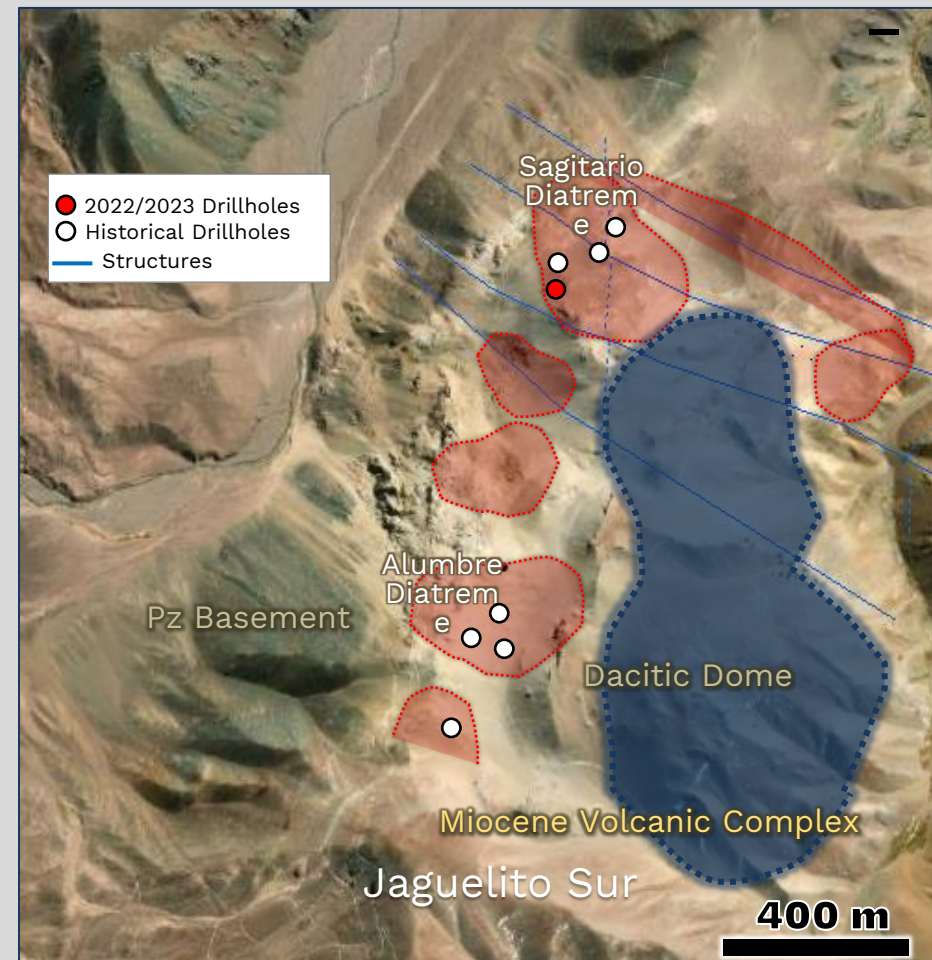 Sagitario
Diatrem
e
2022/2023 Drillholes
Historical Drillholes
Structures
Alumbre
Diatrem
e
Pz Basement
Dacitic Dome
Miocene Volcanic Complex
Jaguelito Sur
400 m